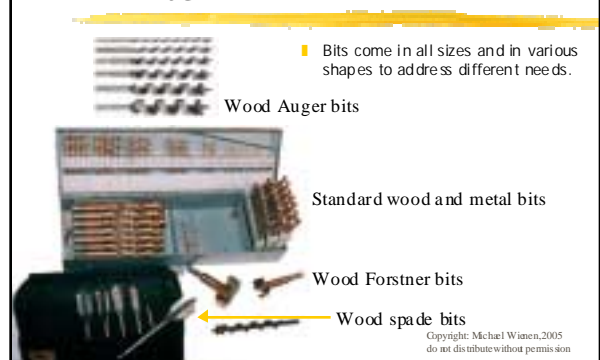 Bits come in all sizes and in various
shapes to address different needs.
Wood Auger bits
Standard wood and metal bits
Wood Forstner bits
Wood spade bits
Copyright: Michael Wienen, 2005
do not distribute without permission